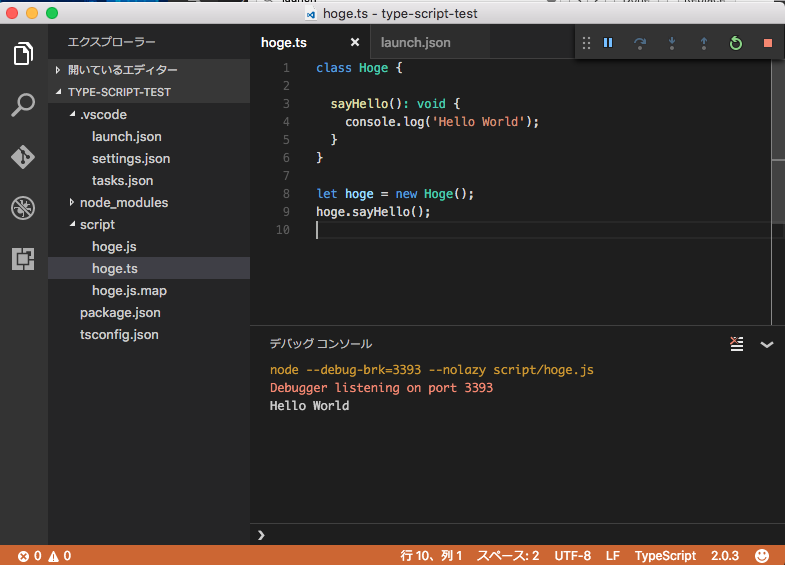 hoge.ts - type-script-test
エクスプローラー
開いているエディター
TYPE-SCRIPT-TEST
.vscode
launch.json
settings.json
tasks.json
node_modules
script
hoge.js
hoge.ts
hoge.js.map
package.json
tsconfig.json
hoge.ts
launch.json
1 class Hoge {
2
3 sayHello(): void {
4 console.log('Hello World');
5 }
6 }
7
8 let hoge = new Hoge();
9 hoge.sayHello();
10
デバッグ コンソール
node --debug-brk=3393 --nolazy script/hoge.js
Debugger listening on port 3393
Hello World
0 0 行 10、列 1 スペース: 2 UTF-8 LF TypeScript 2.0.3